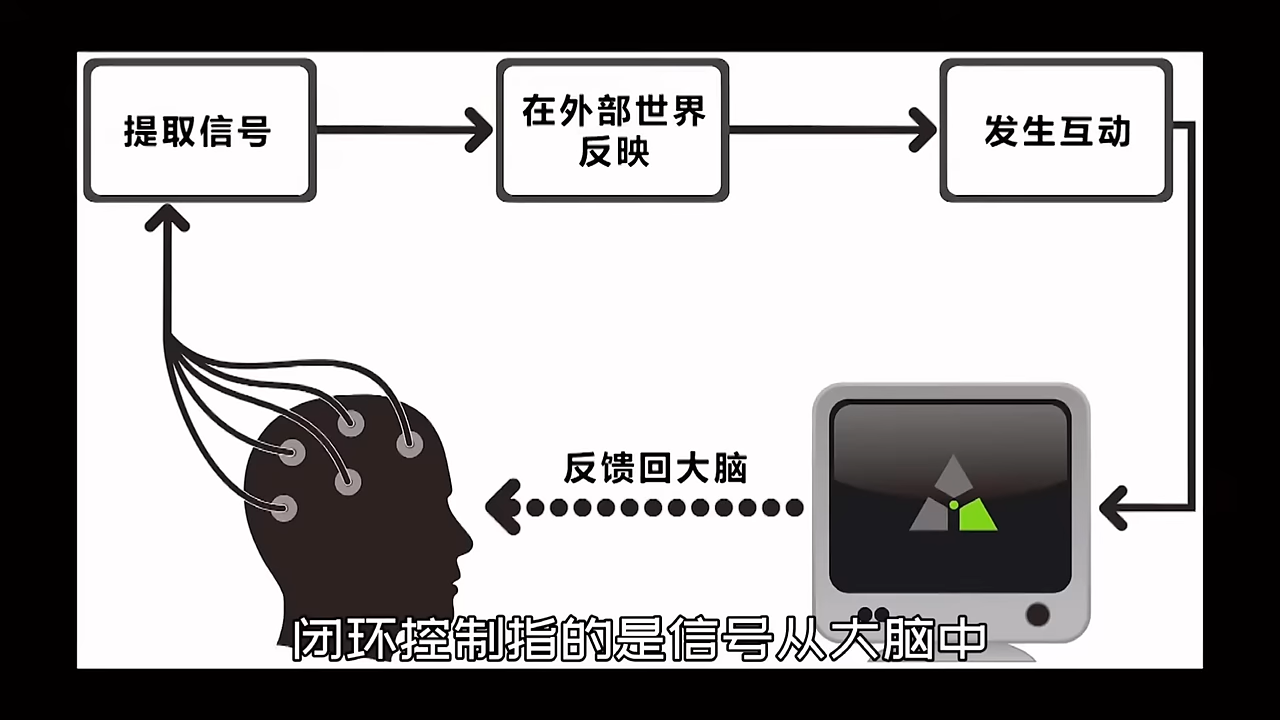 提取信号
在外部世界
反映
发生互动
反馈回大脑
闭环控制指的是信号从大脑中